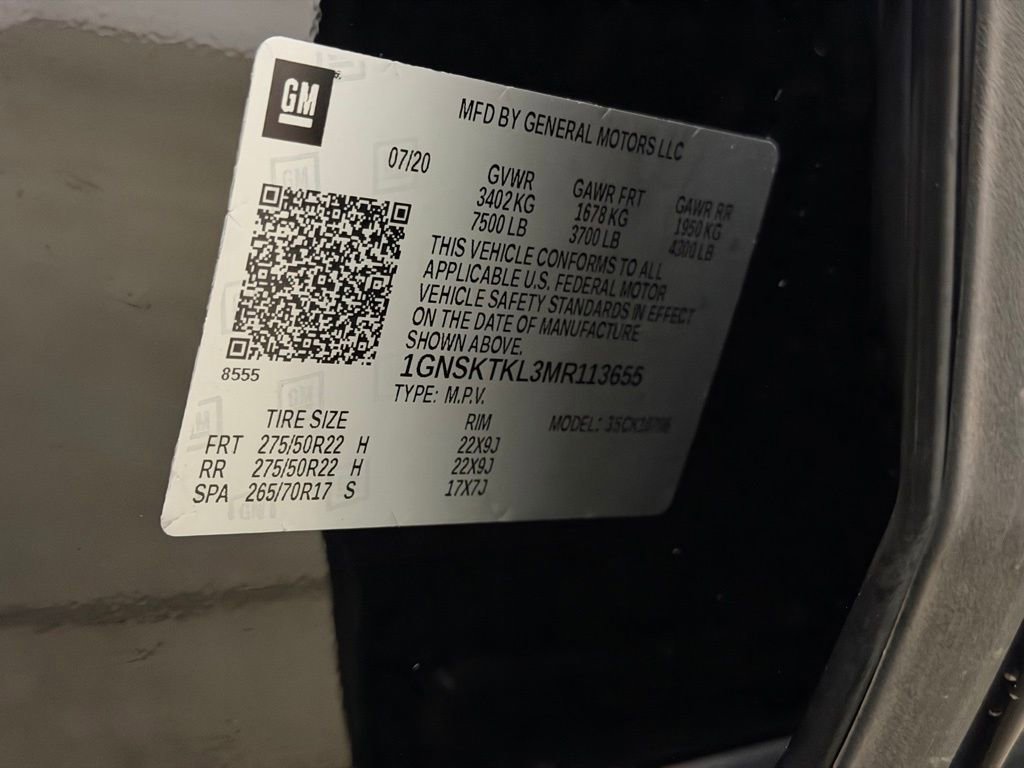 GM
MFD BY GENERAL MOTORS LLC
07/20
GVWR GAWR FRT GAWR RR
3402 KG 1678 KG 1950 KG
7500 LB 3700 LB 4300 LB
THIS VEHICLE CONFORMS TO ALL
APPLICABLE U.S. FEDERAL MOTOR
VEHICLE SAFETY STANDARDS IN EFFECT
ON THE DATE OF MANUFACTURE
SHOWN ABOVE.
8555
1GNSKTKL3MR113655
TYPE: M.P.V.
TIRE SIZE RIM MODEL:
FRT 275/50R22 H 22X9J
RR 275/50R22 H 22X9J
SPA 265/70R17 S 17X7J